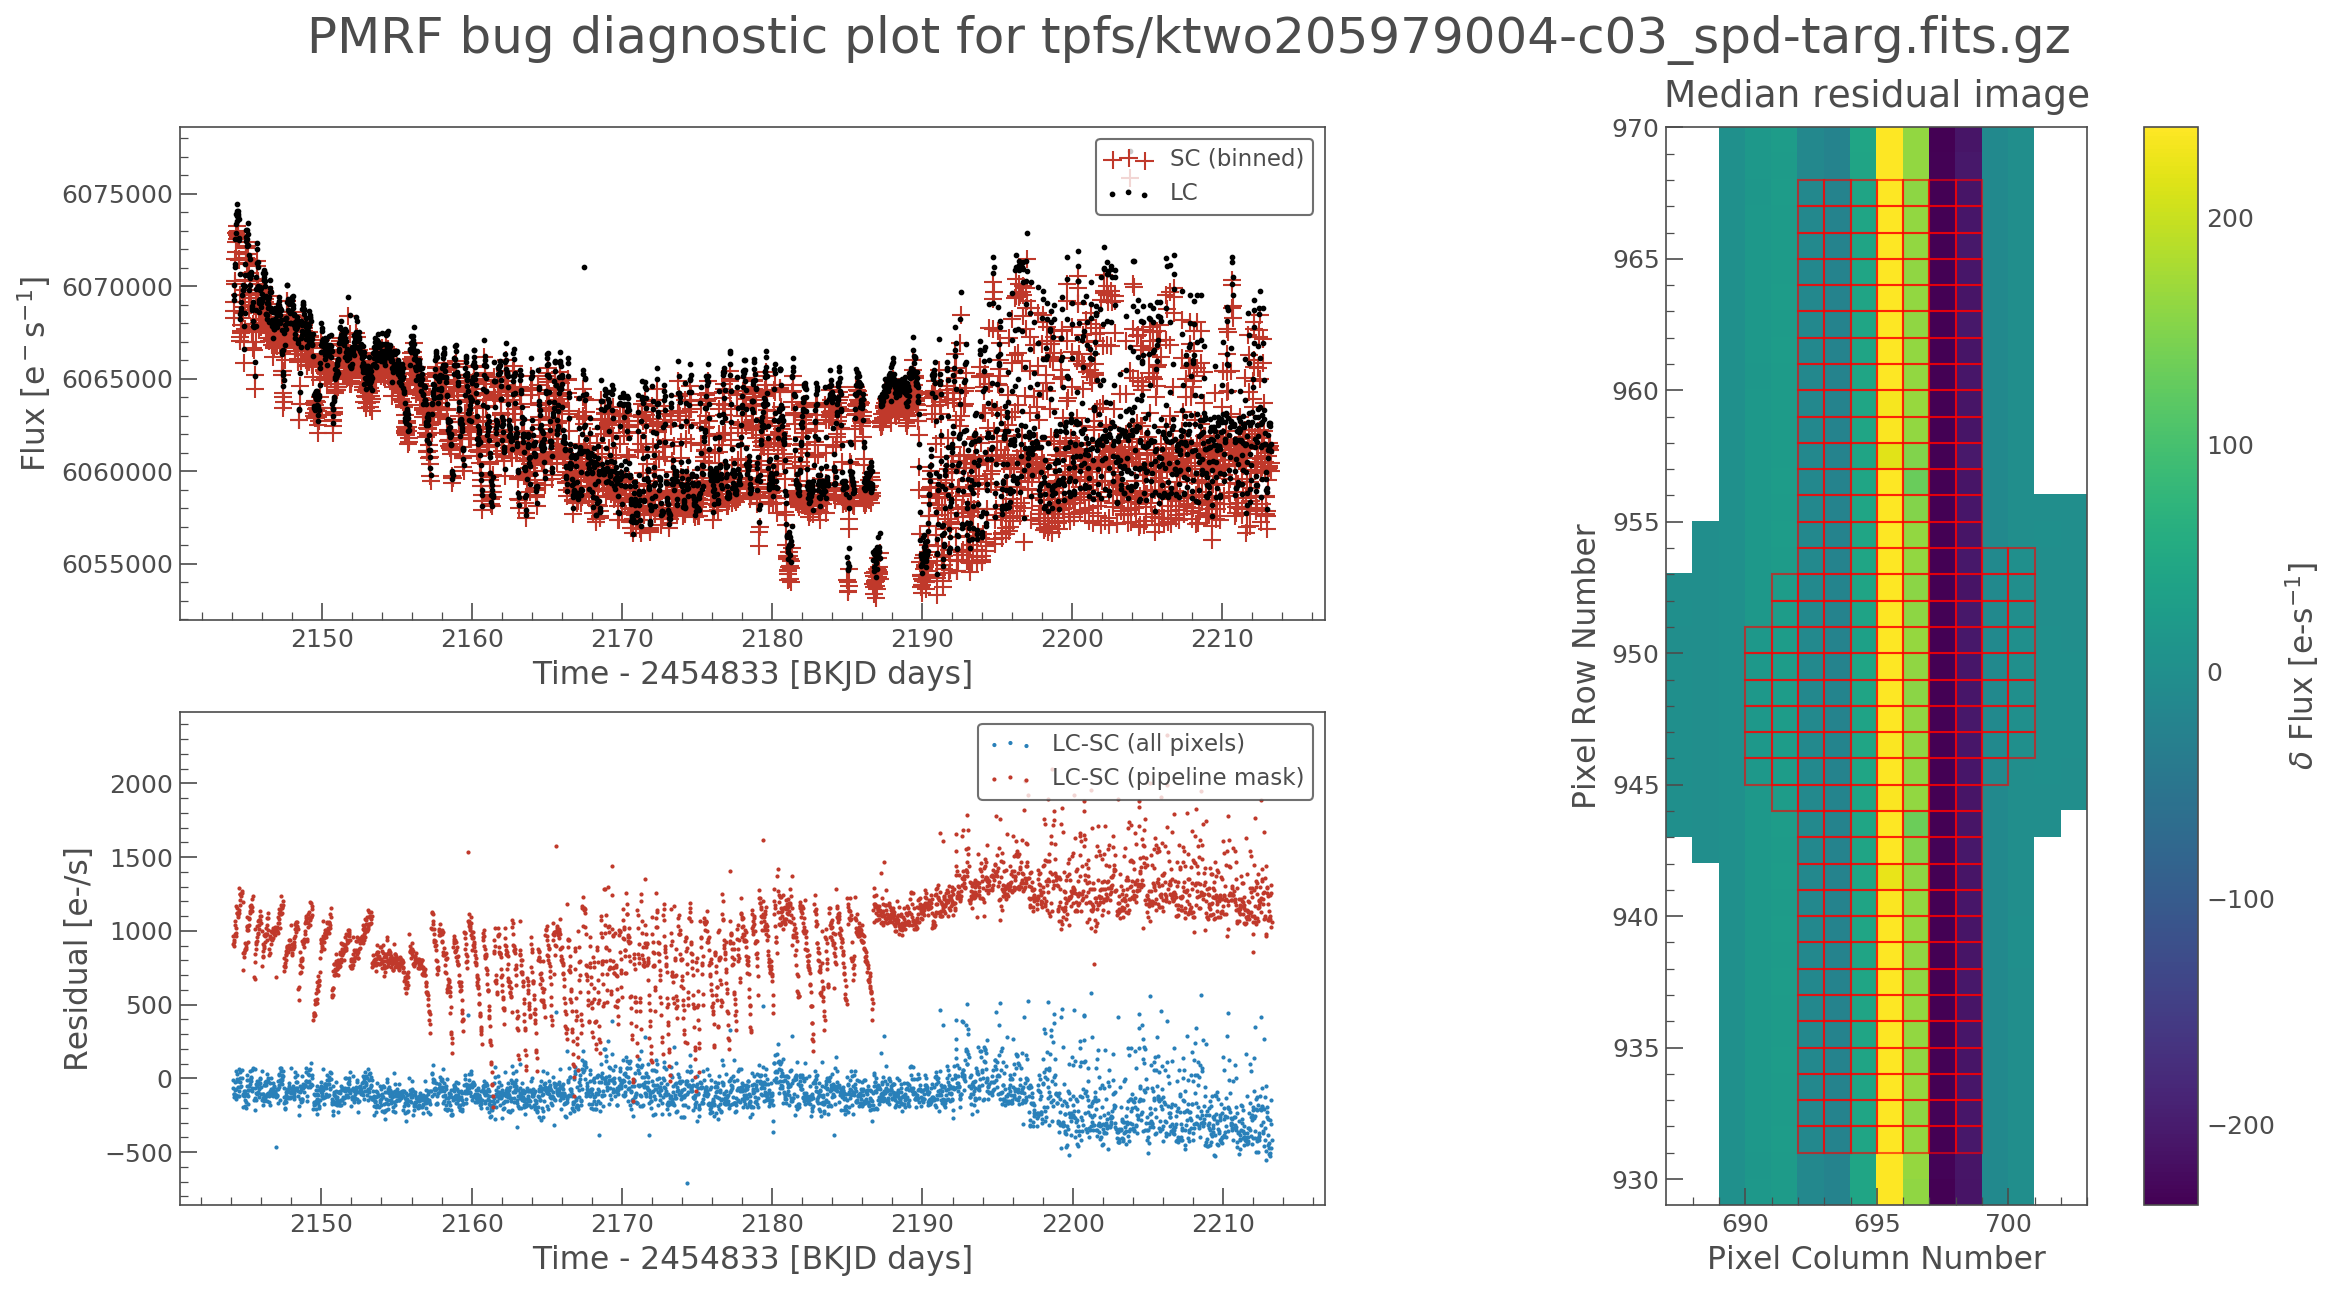 PMRF bug diagnostic plot for tpfs/ktwo205979004-c03_spd-targ.fits.gz
Flux [e⁻ s⁻¹]
6075000
6070000
6065000
6060000
6055000
SC (binned)
LC
2150 2160 2170 2180 2190 2200 2210
Time - 2454833 [BKJD days]
Residual [e-/s]
2000
1500
1000
500
0
−500
LC-SC (all pixels)
LC-SC (pipeline mask)
2150 2160 2170 2180 2190 2200 2210
Time - 2454833 [BKJD days]
Median residual image
Pixel Row Number
970
965
960
955
950
945
940
935
930
690 695 700
Pixel Column Number
200
100
0
−100
−200
δ Flux [e-s⁻¹]